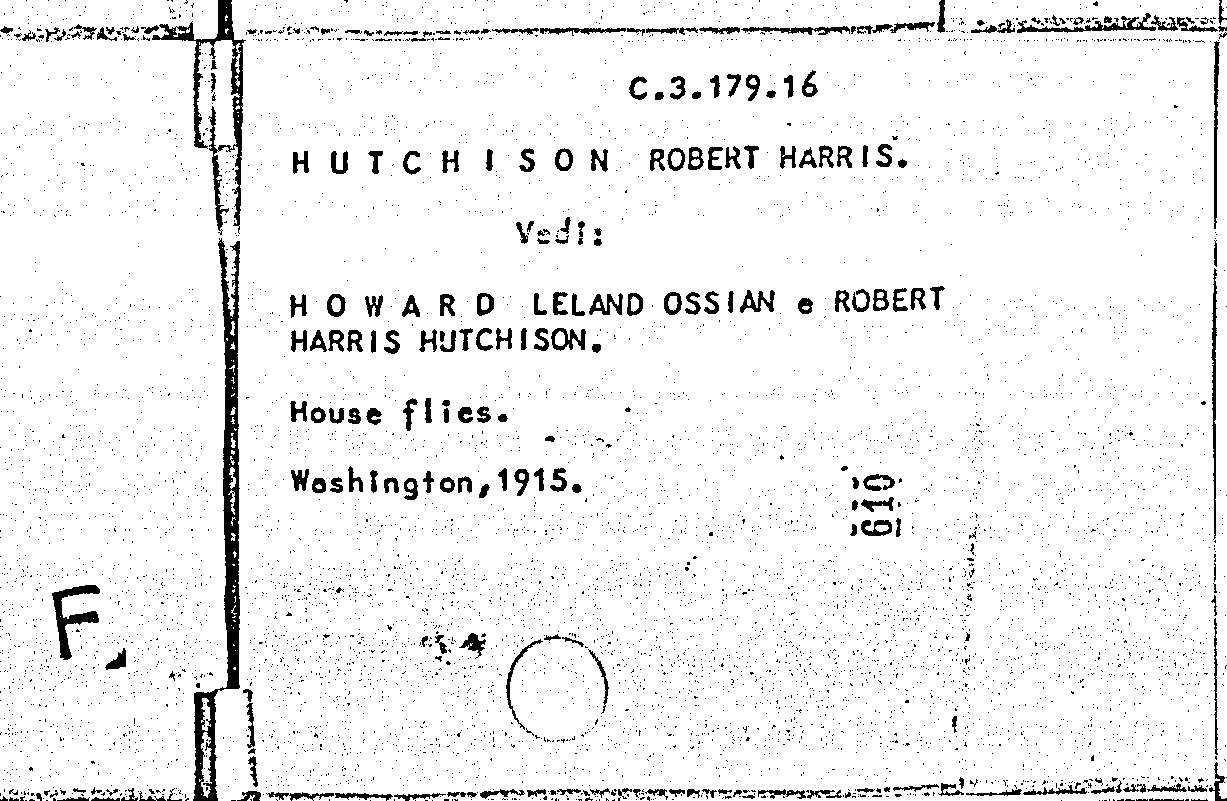 C.3.179.16
H U T C H I S O N ROBERT HARRIS.
Vedi:
H O W A R D LELAND OSSIAN e ROBERT
HARRIS HUTCHISON.
House flies.
Washington,1915.
F.